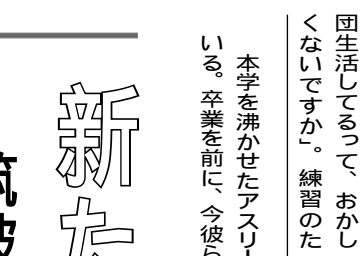 団生活してるって、おかし
くないですか」。練習のた
本学を沸かせたアスリー
いる。卒業を前に、今彼ら
新た
筑波